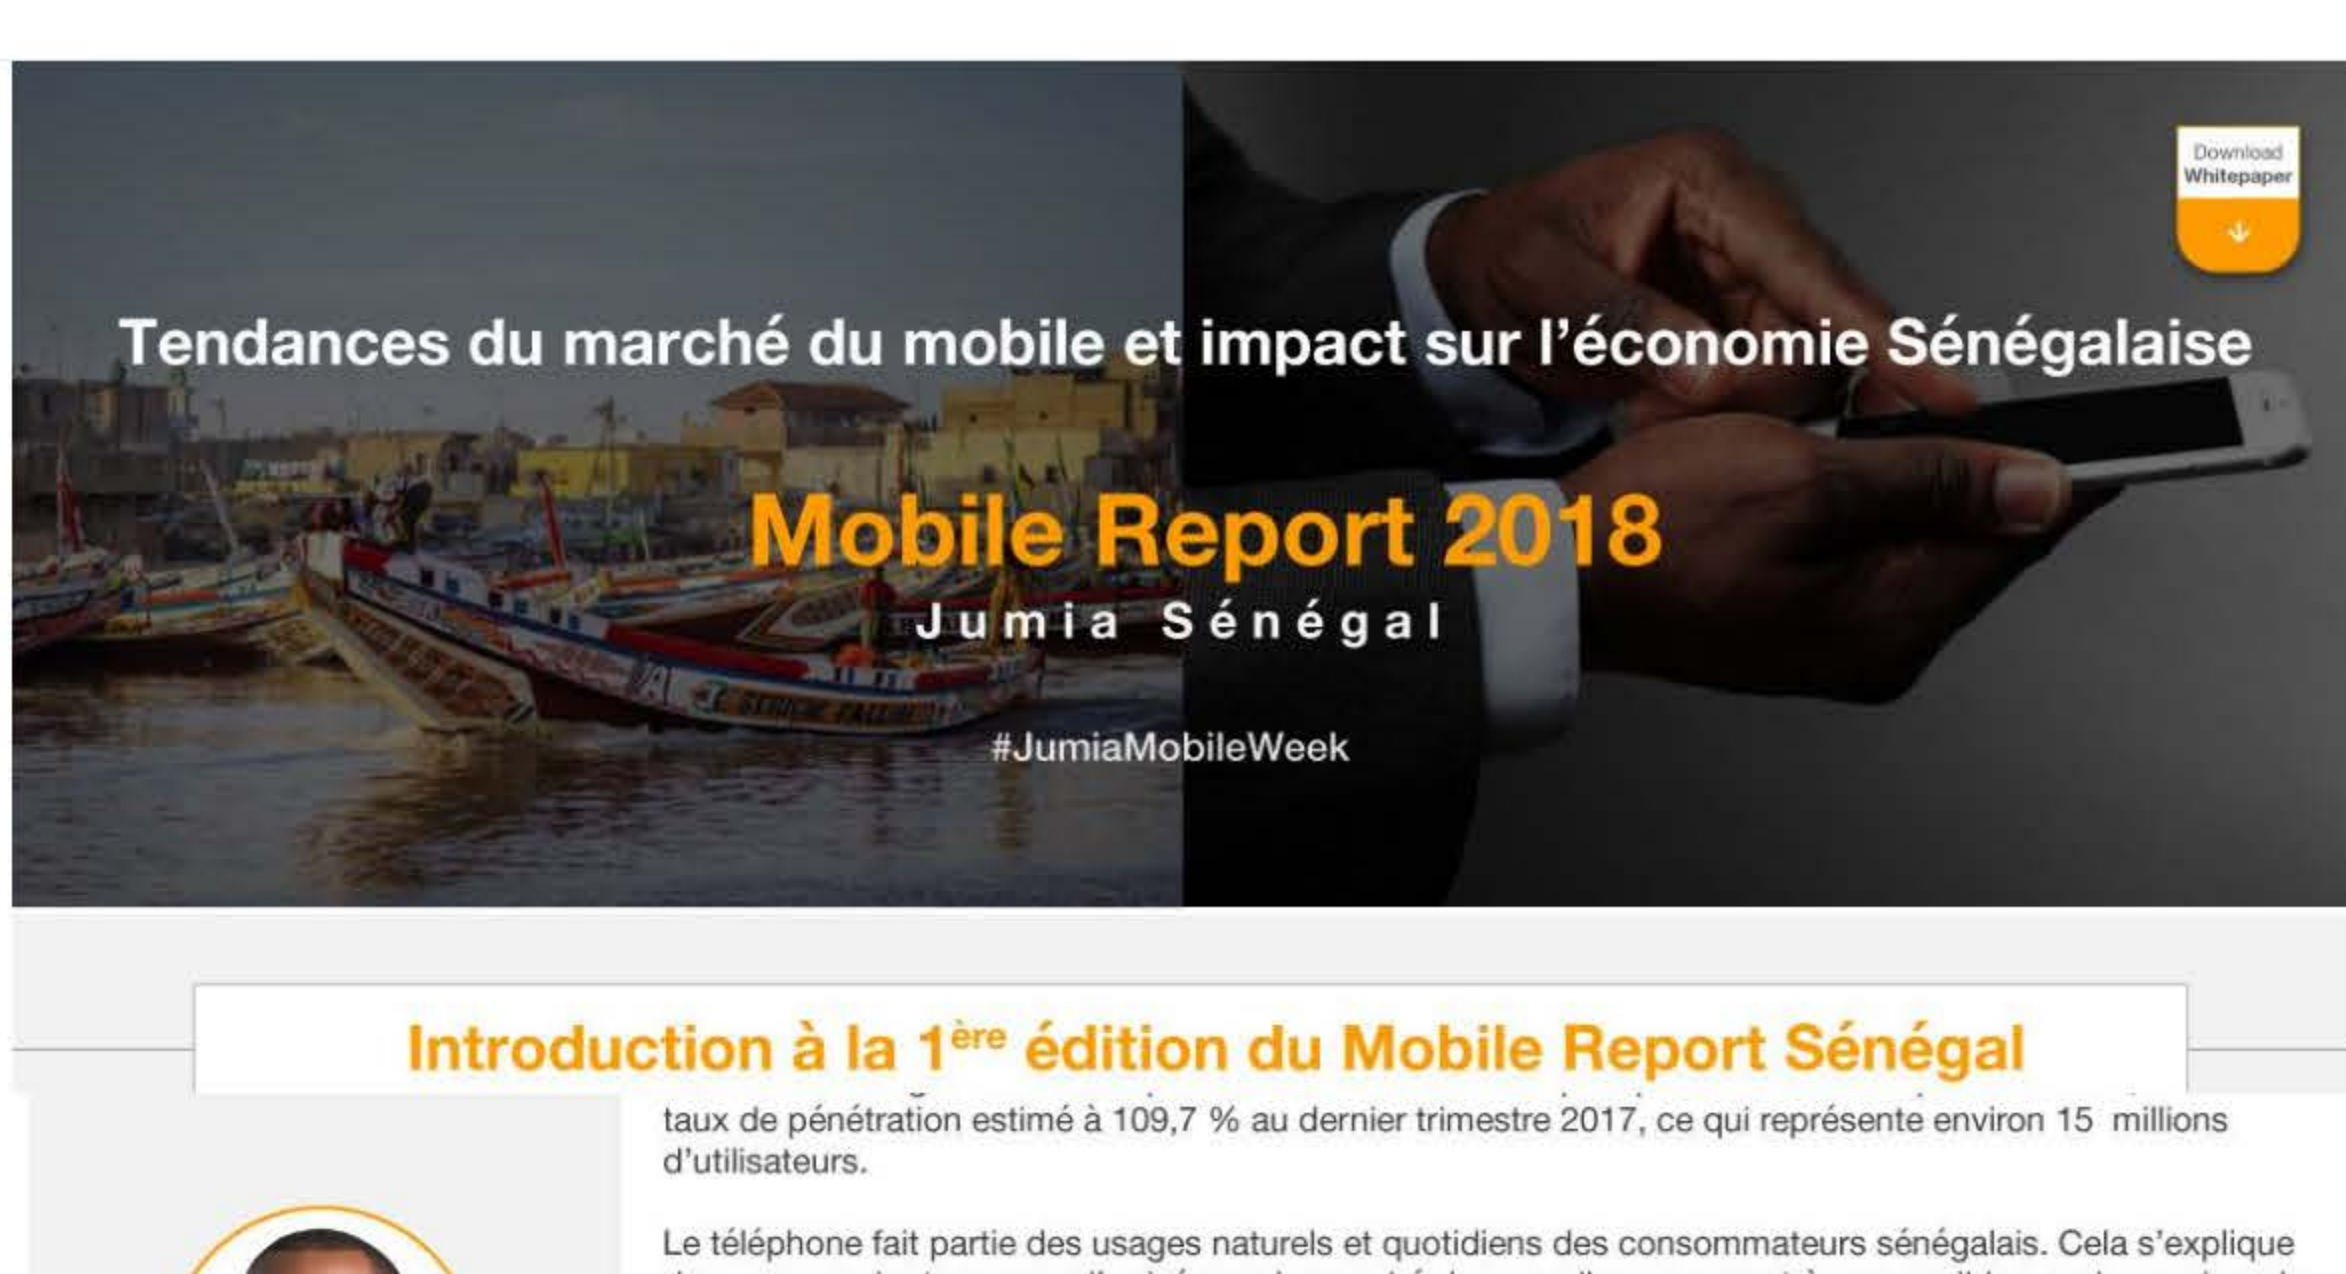 Download
Whitepaper
Tendances du marché du mobile et impact sur l'économie Sénégalaise
Mobile Report 2018
Jumia Sénégal
#JumiaMobileWeek
Introduction à la 1ère édition du Mobile Report Sénégal
taux de pénétration estimé à 109,7 % au dernier trimestre 2017, ce qui représente environ 15 millions
d'utilisateurs.
Le téléphone fait partie des usages naturels et quotidiens des consommateurs sénégalais. Cela s'explique